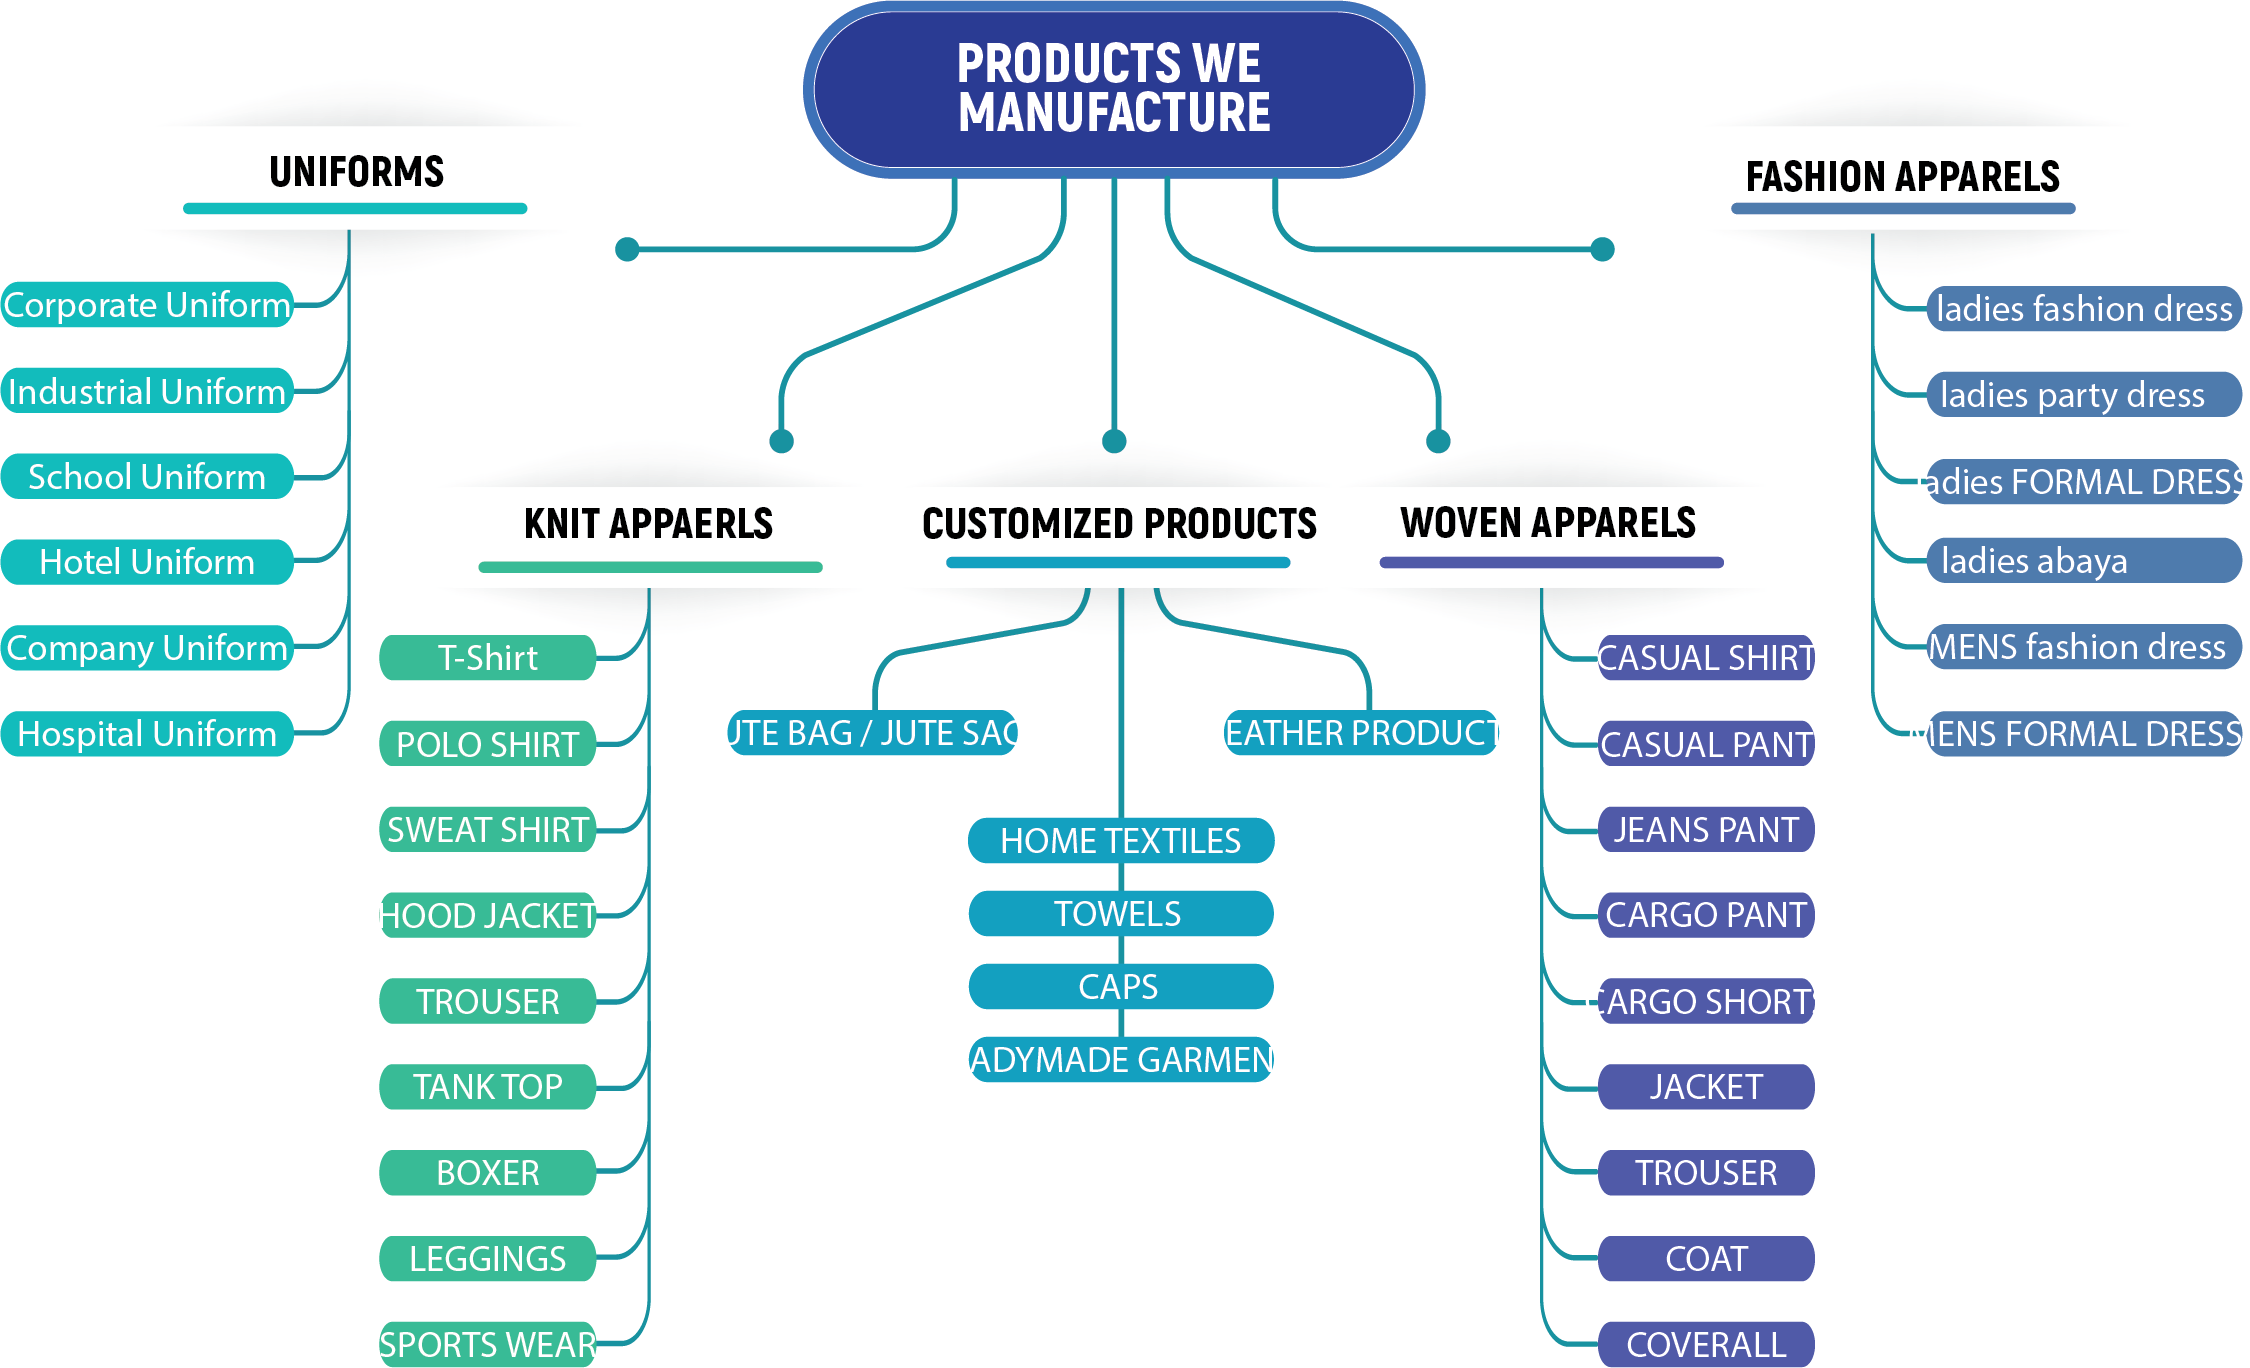 PRODUCTS WE
MANUFACTURE
UNIFORMS
Corporate Uniform
Industrial Uniform
School Uniform
Hotel Uniform
Company Uniform
Hospital Uniform
KNIT APPAERLS
T-Shirt
POLO SHIRT
SWEAT SHIRT
HOOD JACKET
TROUSER
TANK TOP
BOXER
LEGGINGS
SPORTS WEAR
CUSTOMIZED PRODUCTS
UTE BAG / JUTE SAC
EATHER PRODUCT
HOME TEXTILES
TOWELS
CAPS
ADYMADE GARMEN
WOVEN APPARELS
CASUAL SHIRT
CASUAL PANT
JEANS PANT
CARGO PANT
CARGO SHORTS
JACKET
TROUSER
COAT
COVERALL
FASHION APPARELS
ladies fashion dress
ladies party dress
ladies FORMAL DRESS
ladies abaya
MENS fashion dress
MENS FORMAL DRESS